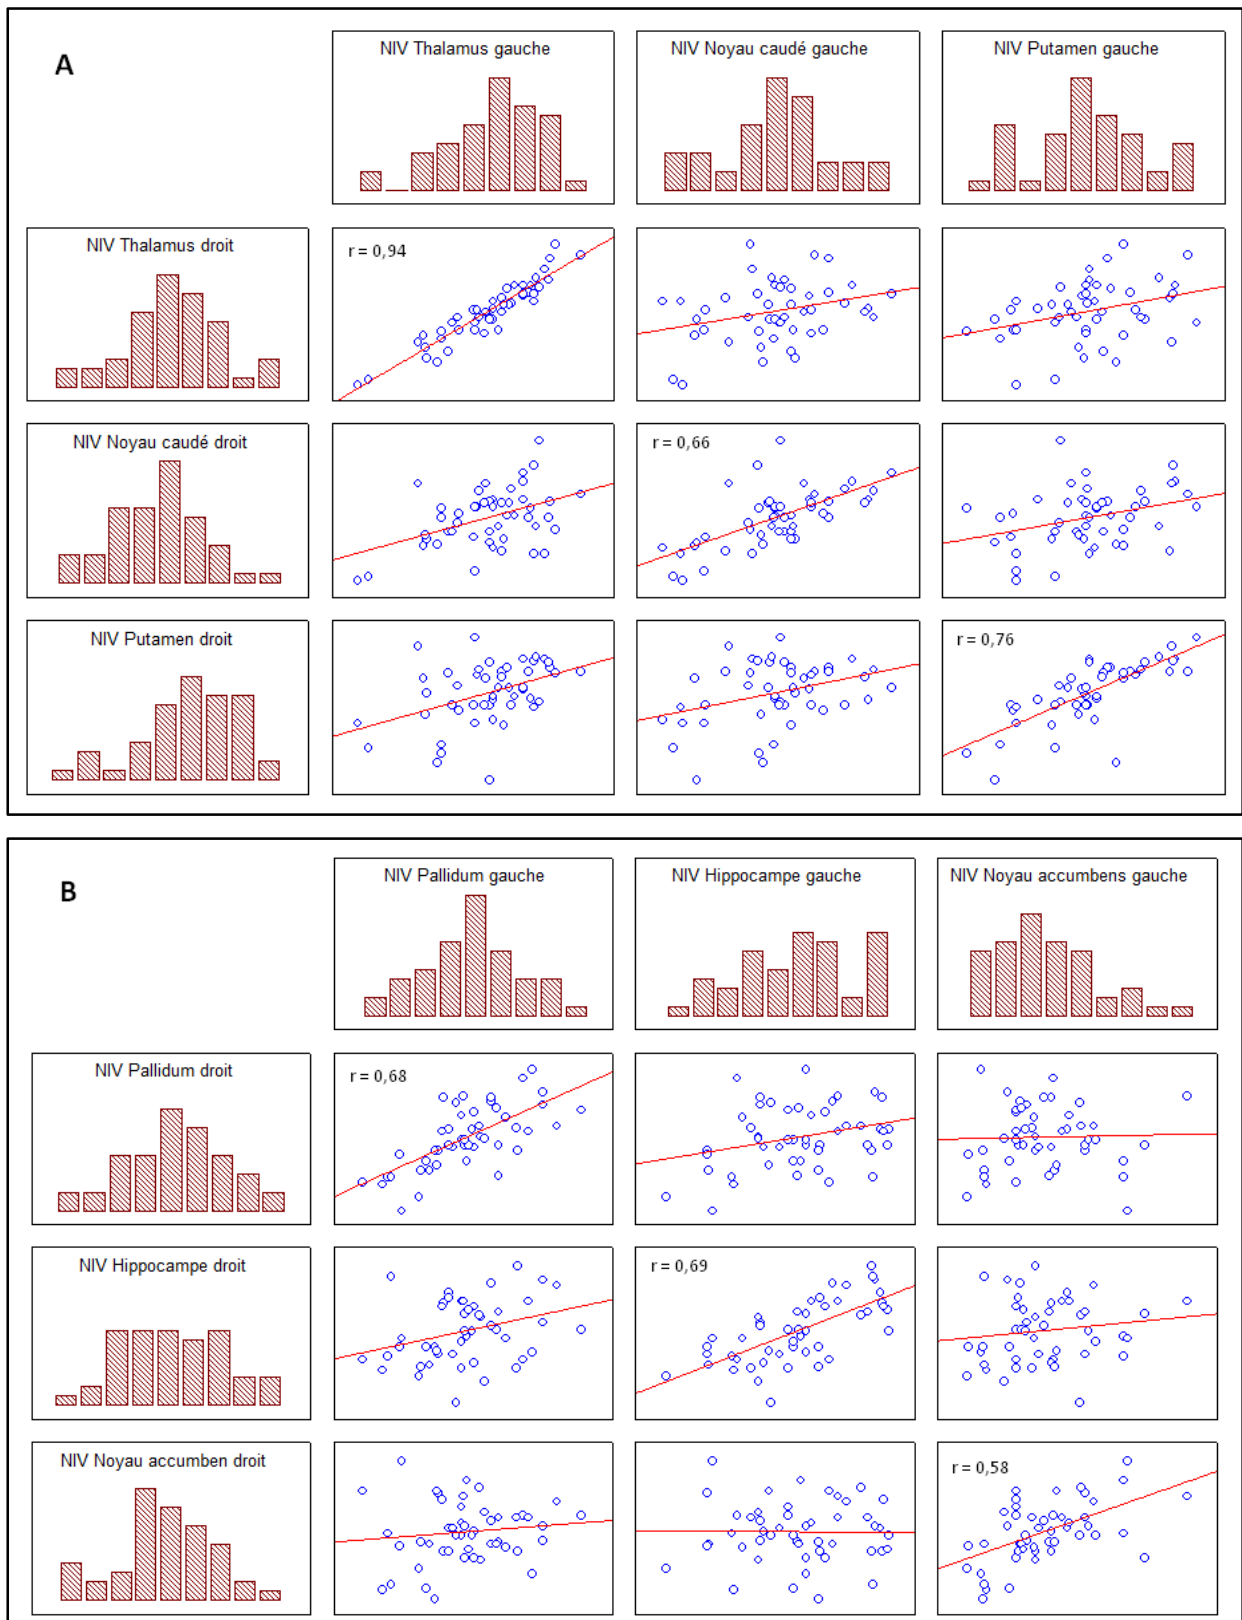 A
NIV Thalamus gauche
NIV Noyau caudé gauche
NIV Putamen gauche
NIV Thalamus droit
r = 0,94
NIV Noyau caudé droit
r = 0,66
NIV Putamen droit
r = 0,76
B
NIV Pallidum gauche
NIV Hippocampe gauche
NIV Noyau accumbens gauche
NIV Pallidum droit
r = 0,68
NIV Hippocampe droit
r = 0,69
NIV Noyau accumben droit
r = 0,58